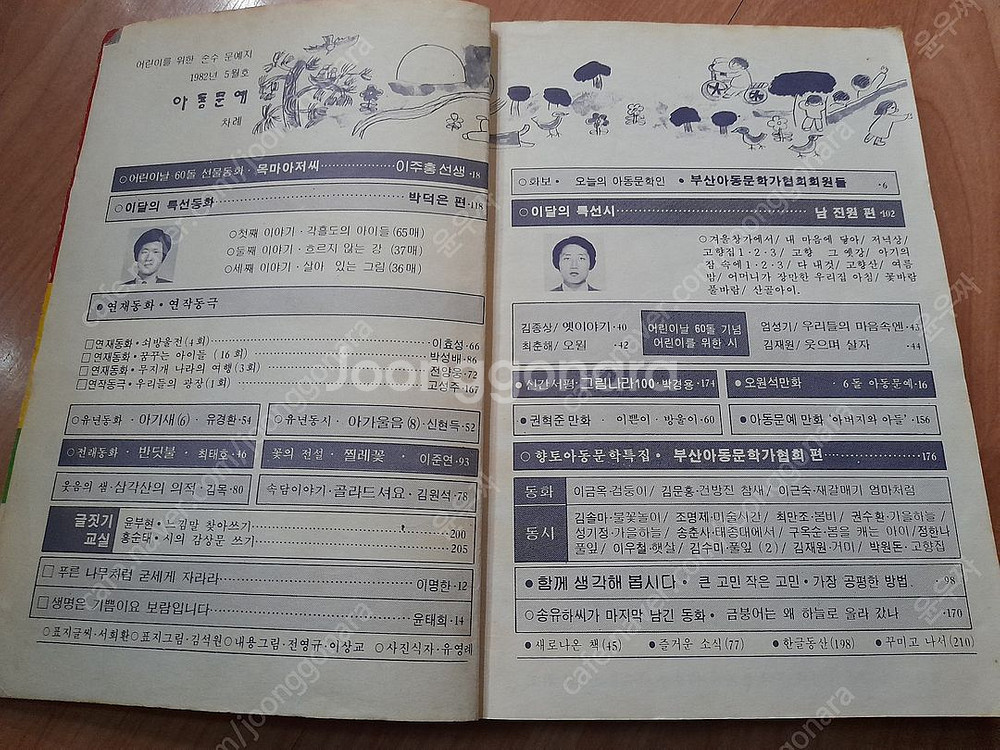 어린이를 위한 순수 문예지
1982년 5월호
아동문예
차례
○어린이날 60돌 선물동화·목마아저씨·················이주홍 선생·18
○이달의 특선동화·················박덕은 편·118
○첫째 이야기·각흘도의 아이들(65매)
○둘째 이야기·흐르지 않는 강 (37매)
○세째 이야기·살아 있는 그림(36매)
●연재동화·연작동극
□연재동화·쇠방울전(4회)·················이효성·66
□연재동화·꿈꾸는 아이들 (16회)·················박성배·86
□연재동화·무지개 나라의 여행(3회)·················전양웅·72
□연작동극·우리들의 광장(1회)·················고성주·167
○유년동화·아기새(6) 유경환·54
○유년동시·아가울음(8)·신현득·52
○전래동화·반딧불·최태호·46
꽃의 전설·찔레꽃·이준연·93
웃음의 샘·삼각산의 의적·김목·80
속담이야기·골라드셔요·김원석·78
글짓기
교실
윤부현·느낌말 찾아쓰기·················200
홍순태·시의 감상문 쓰기·················205
□푸른 나무처럼 굳세게 자라라·················이명한·12
□생명은 기쁨이요 보람입니다·················윤태희·14
○표지글씨·서희환○표지그림·김석원○내용그림·전영규·이상교 ○사진식자·유영례
○화보· 오늘의 아동문학인 ·부산아동문학가협회회원들 ·6
○이달의 특선시·················남 진원 편·102
○겨울창가에서/ 내 마음에 닿아/ 저녁상/
고향집 1·2·3/ 고향 그 옛강/ 아기의
집 속에 1·2·3/ 다 내것/ 고향산/ 여름
밤/ 어머니가 장만한 우리집 아침/ 꽃바람
풀바람/ 산골아이.
김종상/ 옛이야기·40
최춘해/ 오월 ·42
어린이날 60돌 기념
어린이를 위한 시
엄성기/ 우리들의 마음속엔·43
김재원/ 웃으며 살자 ·44
●신간서평·그림나라100·박경용·174
●오원석만화 · 6돌 아동문예·16
●권혁준만화 · 이쁜이·방울이·60
●아동문예 만화 '아버지와 아들' ·156
○향토아동문학특집· 부산아동문학가협회 편·················176
동화
이금옥·검둥이/ 김문홍·건방진 참새/ 이근숙·재갈매기 엄마처럼
동시
김솔마·불꽃놀이/ 조명제·미술시간/ 최만조·봄비/ 권수환·가을하늘/
성기정·가을하늘/ 송춘사·태종대에서/ 구옥순·봄을 캐는 아이/정한나
풀잎/ 이우철·햇살/ 김수미·풀잎 (2)/ 김재원·거미/ 박원돈·고향집
●함께 생각해 봅시다· 큰 고민 작은 고민·가장 공평한 방법. ·98
○송유하씨가 마지막 남긴 동화· 금붕어는 왜 하늘로 올라 갔나 ·170
●새로나온 책(45) ●즐거운 소식(77) ●한글동산(198) ●꾸미고 나서(210)